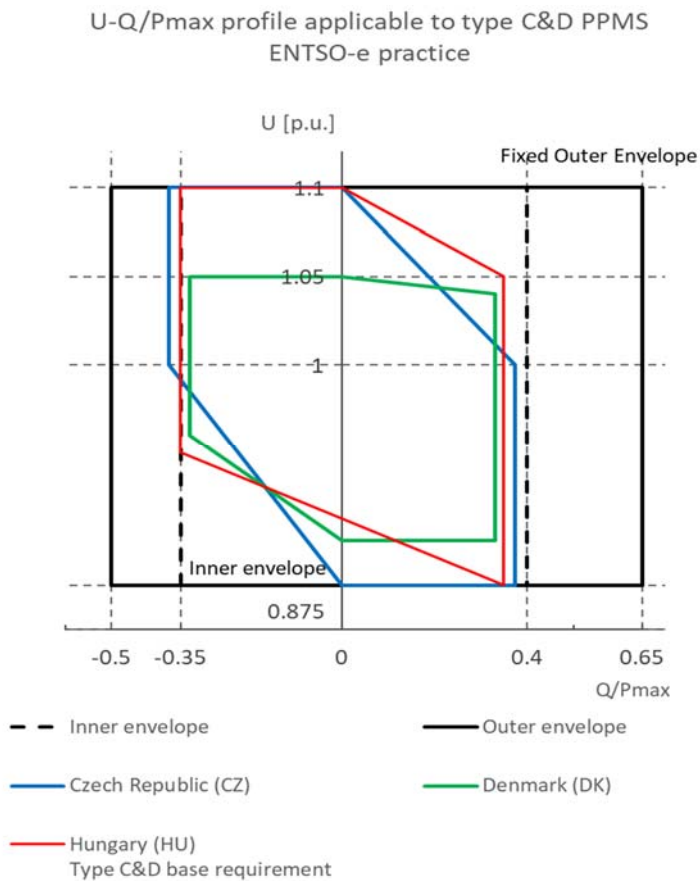 U-Q/Pmax profile applicable to type C&D PPMS
ENTSO-e practice
U [p.u.]
Fixed Outer Envelope
1.1
1.05
1
Inner envelope
0.875
-0.5 -0.35 0 0.4 0.65
Q/Pmax
Inner envelope
Outer envelope
Czech Republic (CZ)
Denmark (DK)
Hungary (HU)
Type C&D base requirement